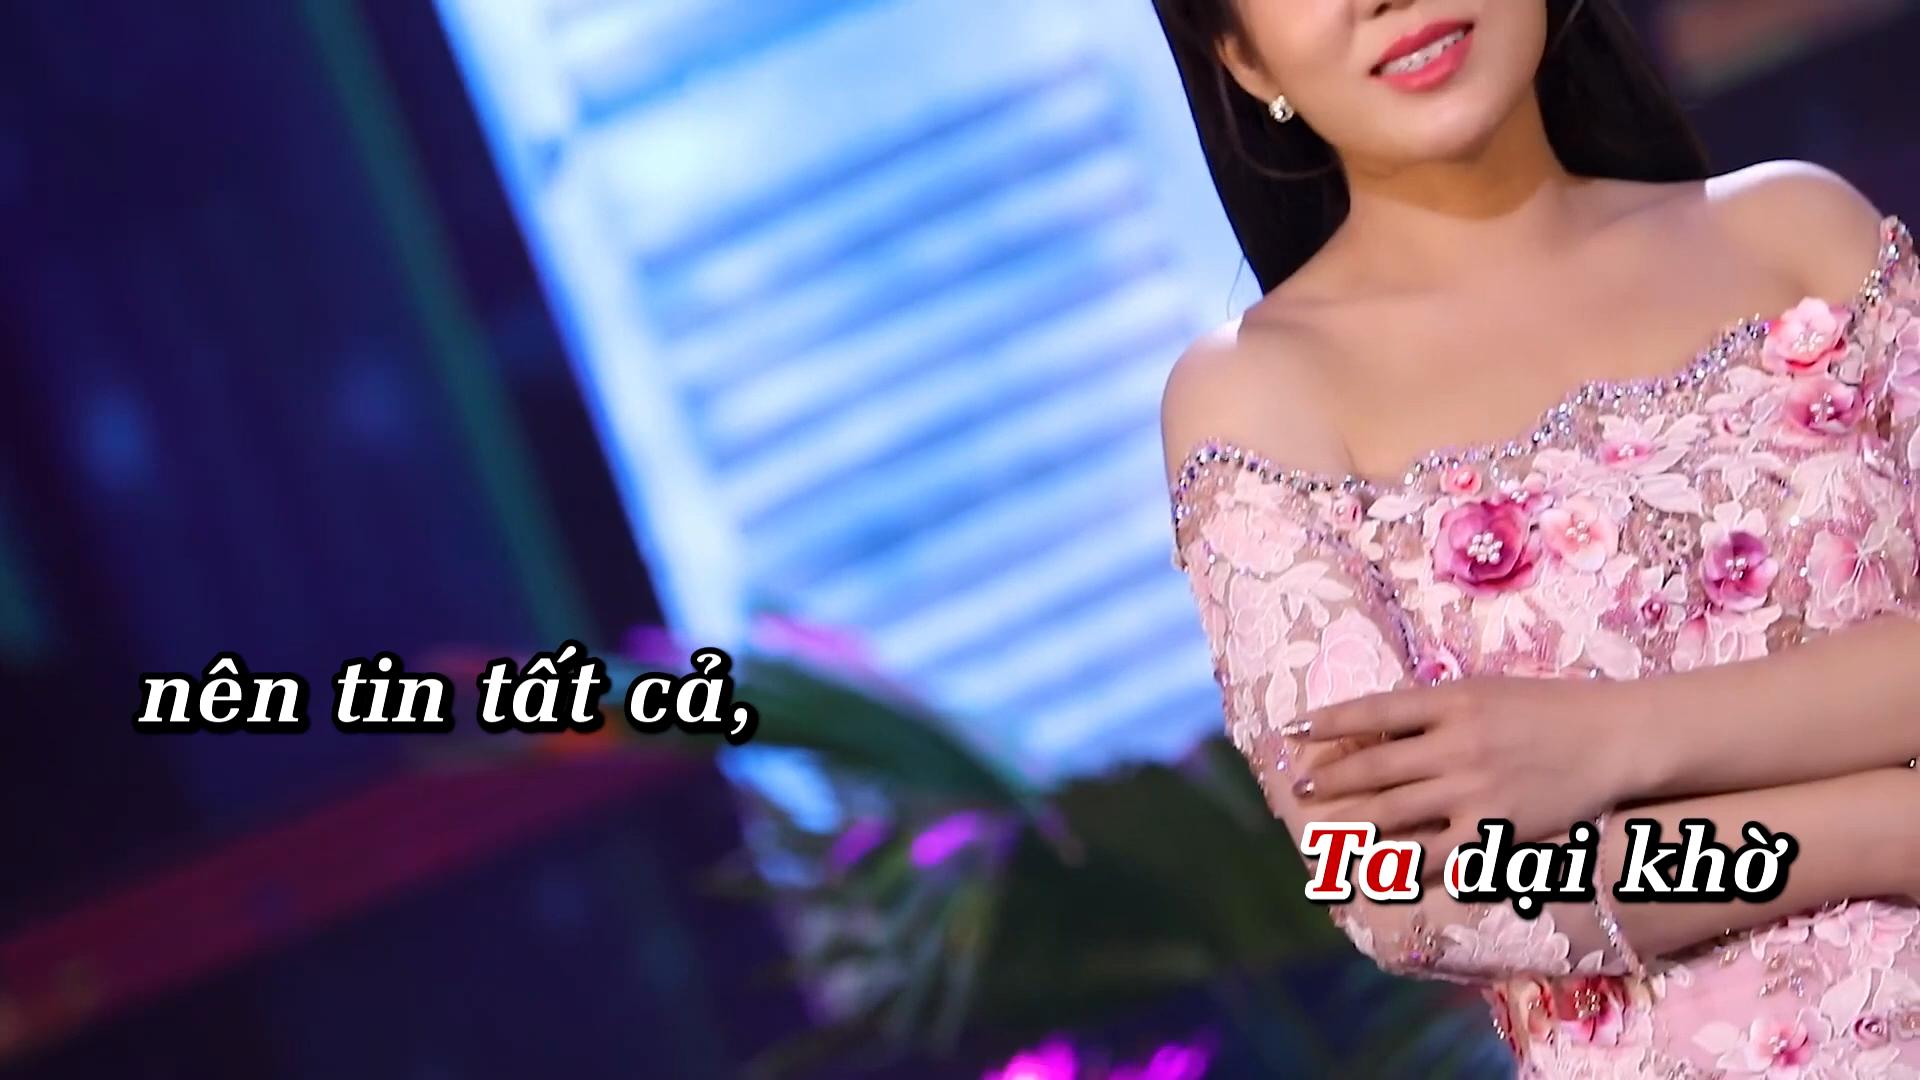 nên tin tất cả,
Ta dại khờ